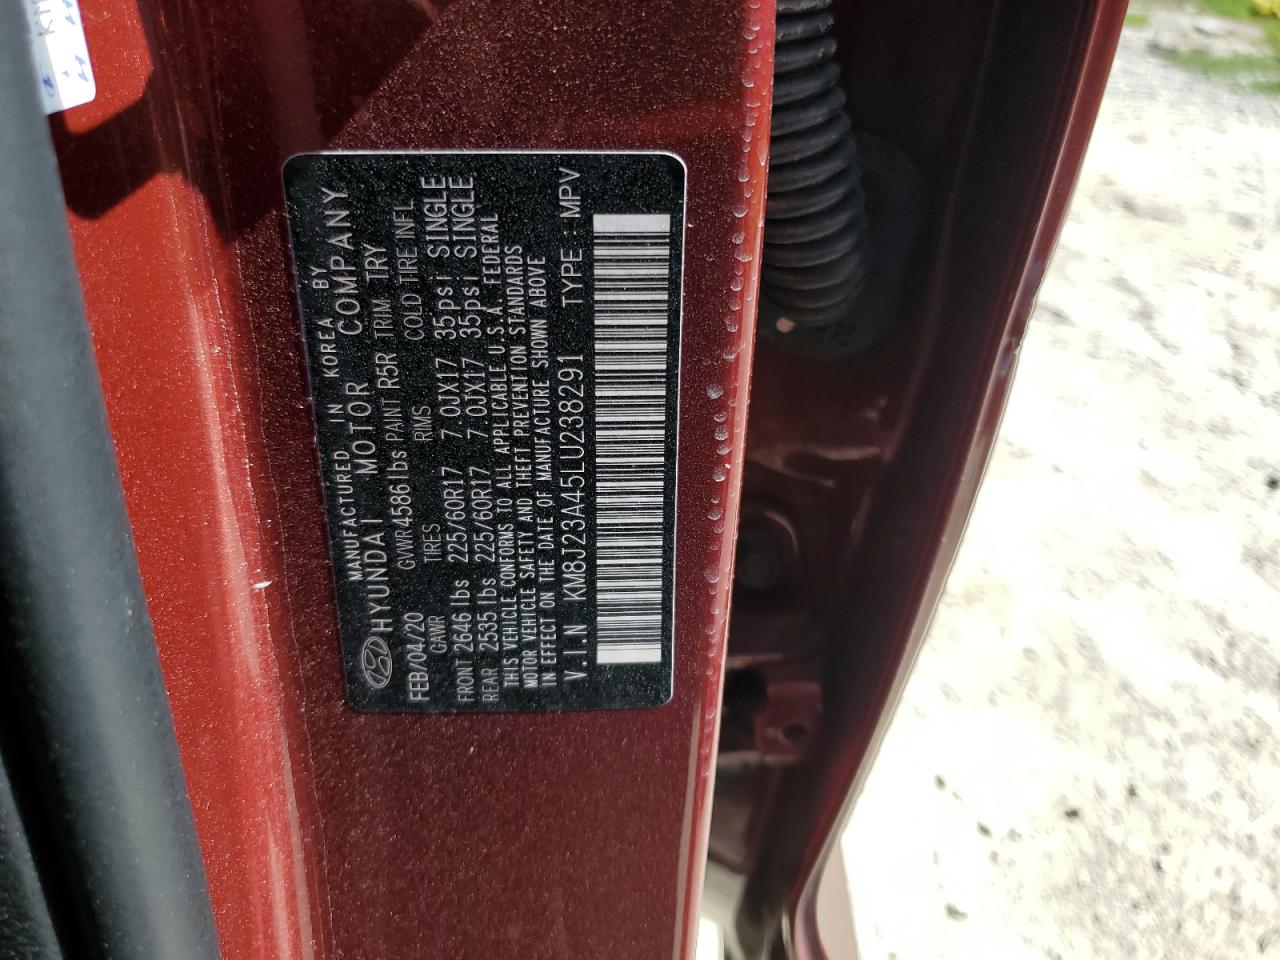 MANUFACTURED IN KOREA BY
HYUNDAI MOTOR COMPANY
FEB/04/20 GVWR 4586 lbs PAINT R5R TRIM TRY
GAWR TIRES RIMS COLD TIRE INFL
FRONT 2646 lbs 225/60R17 7.0JX17 35psi SINGLE
REAR 2535 lbs 225/60R17 7.0JX17 35psi SINGLE
THIS VEHICLE CONFORMS TO ALL APPLICABLE U.S.A. FEDERAL
MOTOR VEHICLE SAFETY AND THEFT PREVENTION STANDARDS
IN EFFECT ON THE DATE OF MANUFACTURE SHOWN ABOVE
V.I.N KM8J23A45LU238291 TYPE : MPV